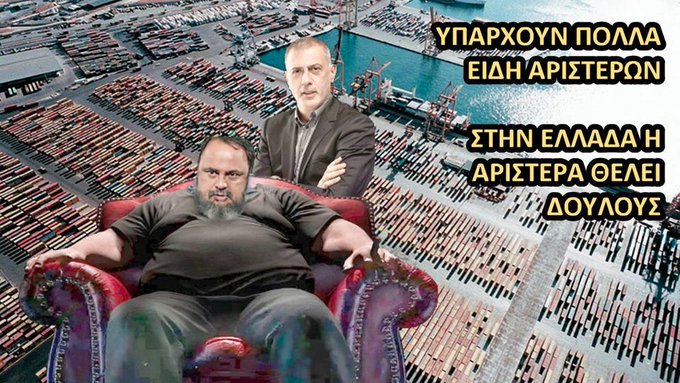 ΥΠΑΡΧΟΥΝ ΠΟΛΛΑ
ΕΙΔΗ ΑΡΙΣΤΕΡΩΝ
ΣΤΗΝ ΕΛΛΑΔΑ Η
ΑΡΙΣΤΕΡΑ ΘΕΛΕΙ
ΔΟΥΛΟΥΣ